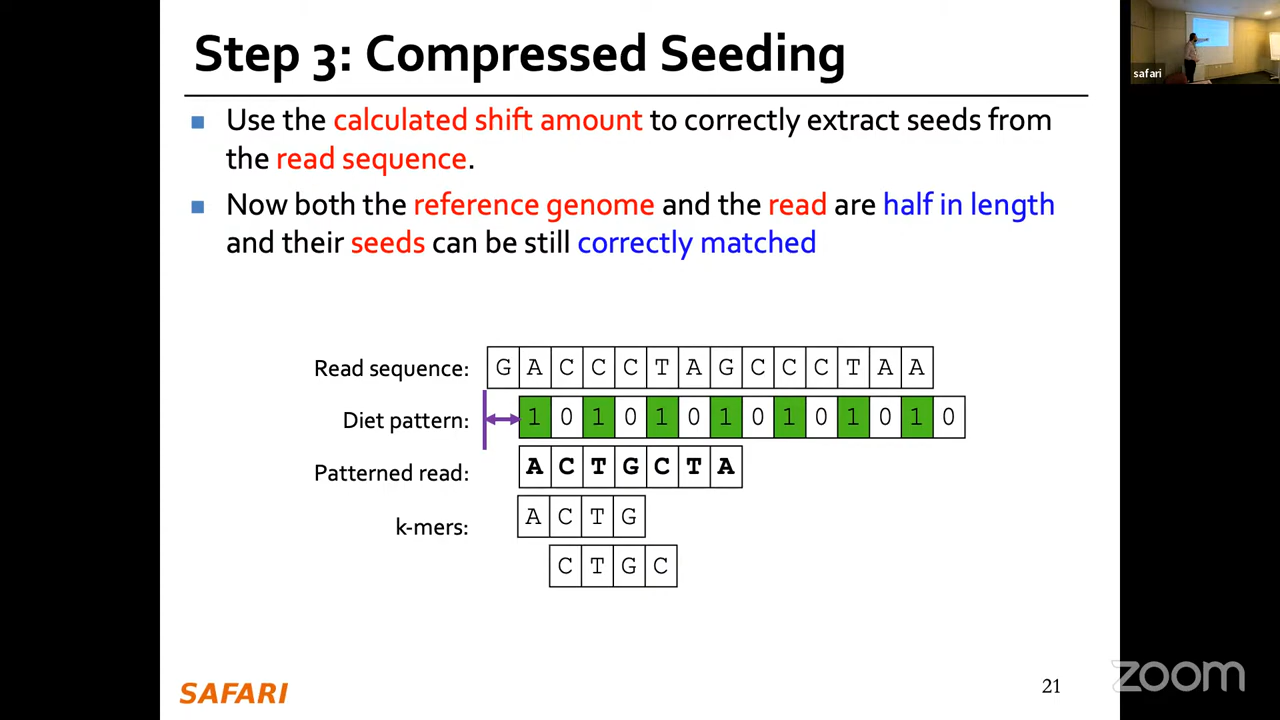 Step 3: Compressed Seeding
safari
Use the calculated shift amount to correctly extract seeds from
the read sequence.
Now both the reference genome and the read are half in length
and their seeds can be still correctly matched
Read sequence: G A C C C T A G C C C T A A
Diet pattern: 1 0 1 0 1 0 1 0 1 0 1 0 1 0
Patterned read: A C T G C T A
k-mers: A C T G
C T G C
SAFARI
21
zoom